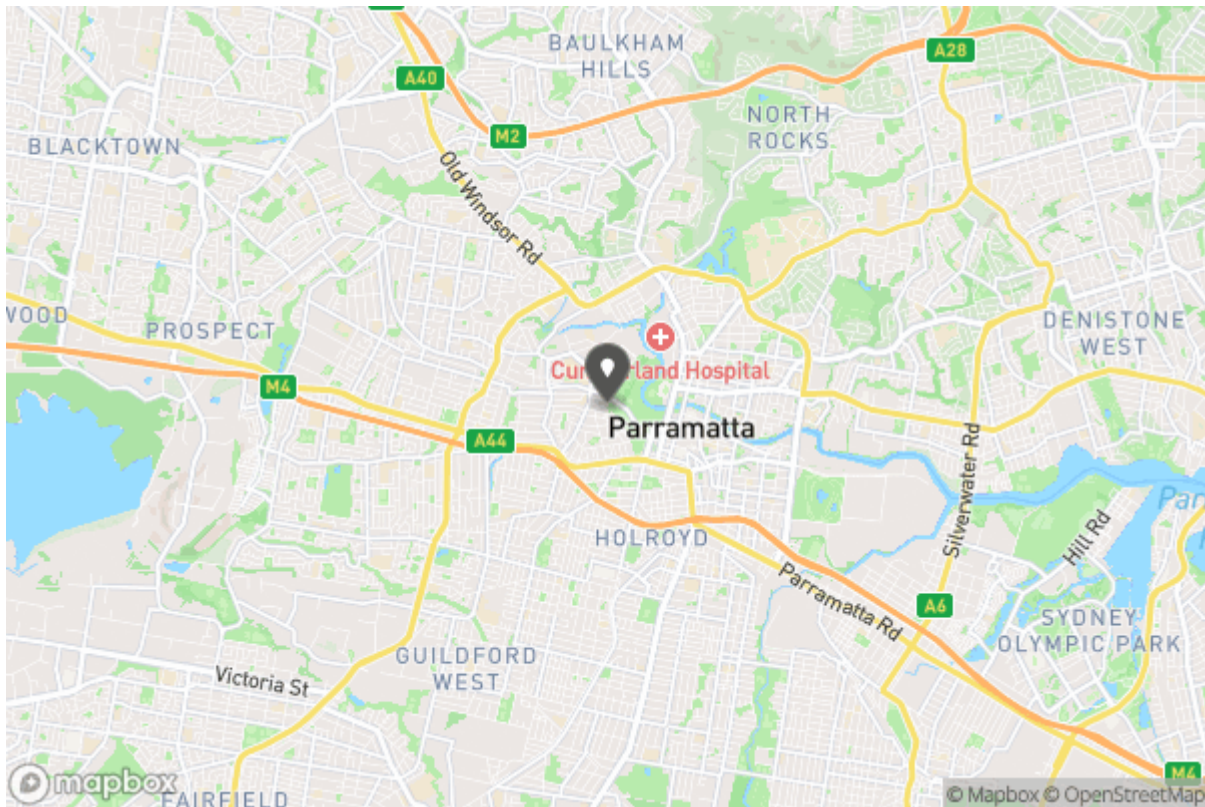 BAULKHAM
HILLS
A28
A40
NORTH
ROCKS
M2
BLACKTOWN
Old Windsor Rd
WOOD
PROSPECT
DENISTONE
WEST
Cumberland Hospital
M4
Parramatta
A44
Silverwater Rd
Par
Hill Rd
HOLROYD
Parramatta Rd
A6
SYDNEY
OLYMPIC PARK
GUILDFORD
WEST
Victoria St
M4
mapbox
FAIRFIELD
© Mapbox © OpenStreetMap